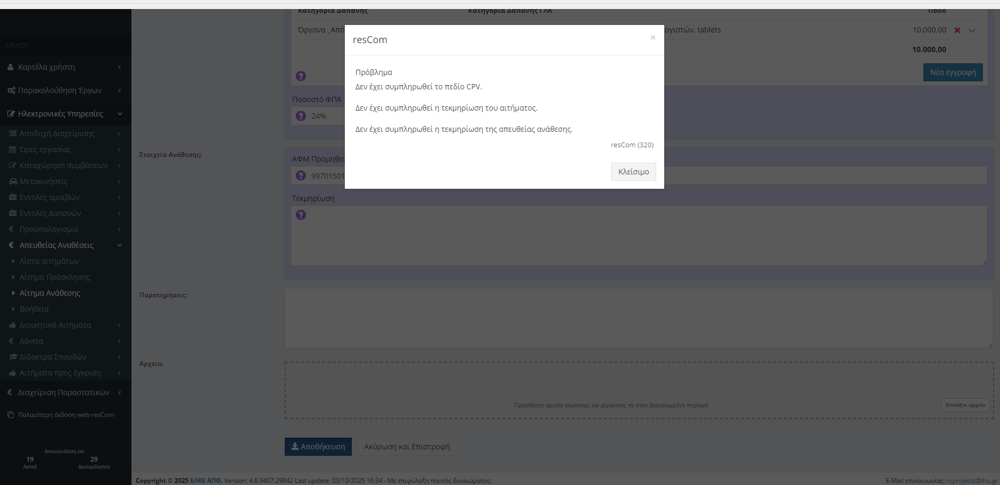 Κατηγορία Δαπάνης Κατηγορία Δαπάνης ΓΛΚ Ποσό
Όργανα _Από
ογιστών, tablets 10.000,00
10.000,00
Νέα εγγραφή
Ποσοστό ΦΠΑ
24%
resCom ×
Πρόβλημα
Δεν έχει συμπληρωθεί το πεδίο CPV.
Δεν έχει συμπληρωθεί η τεκμηρίωση του αιτήματος.
Δεν έχει συμπληρωθεί η τεκμηρίωση της απευθείας ανάθεσης.
resCom (320)
Κλείσιμο
ΜΕΝΟΥ
Καρτέλα χρήστη
Παρακολούθηση Έργων
Ηλεκτρονικές Υπηρεσίες
Αποδοχή Διαχείρισης
Ώρες εργασίας
Καταχώρηση συμβάσεων
Μετακινήσεις
Εντολές αμοιβών
Εντολές Δαπανών
Προϋπολογισμοί
Απευθείας Αναθέσεις
Λίστα αιτημάτων
Αίτημα Πρόσκλησης
Αίτημα Ανάθεσης
Βοήθεια
Διοικητικά Αιτήματα
Δάνεια
Δίδακτρα Σπουδών
Αιτήματα προς έγκριση
Διαχείριση Παραστατικών
Παλαιότερη έκδοση web-resCom
Αποσύνδεση σε:
19 29
Λεπτά Δευτερόλεπτα
Στοιχεία Ανάθεσης:
ΑΦΜ Προμηθευ
99701501
Τεκμηρίωση
Παρατηρήσεις:
Αρχεία:
Προσθέστε αρχεία σύροντας και ρίχνοντας τα στην διακεκομμένη περιοχή
Επιλέξτε αρχείο
Αποθήκευση Ακύρωση και Επιστροφή
Copyright © 2025 ΕΛΚΕ ΑΠΘ. Version: 4.8.9407.29842 Last update: 03/10/2025 16:34 - Με επιφύλαξη παντός δικαιώματος. E-Mail επικοινωνίας: rcprojects@ihu.gr